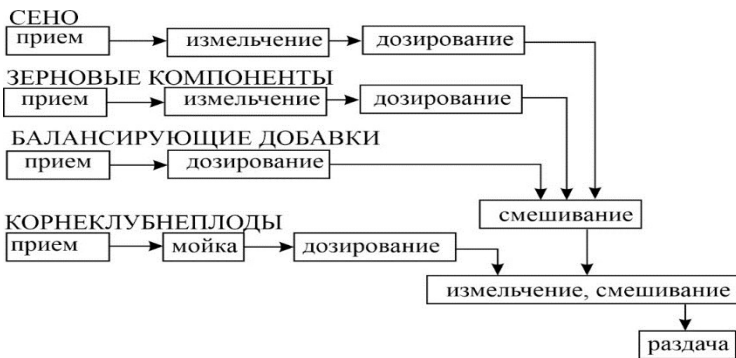 СЕНО
прием измельчение дозирование
ЗЕРНОВЫЕ КОМПОНЕНТЫ
прием измельчение дозирование
БАЛАНСИРУЮЩИЕ ДОБАВКИ
прием дозирование
смешивание
КОРНЕКЛУБНЕПЛОДЫ
прием мойка дозирование
измельчение, смешивание
раздача